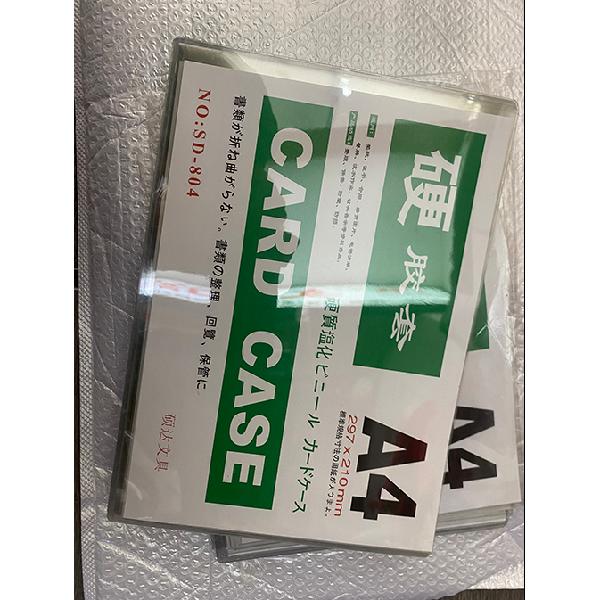 硬胶套
硬質塩化ビニール カードケース
A4
297×210mm
CARD CASE
書類が折ね曲がらない。書類の整理、回覧、保管に
NO:SD-804
硕达文具
A4